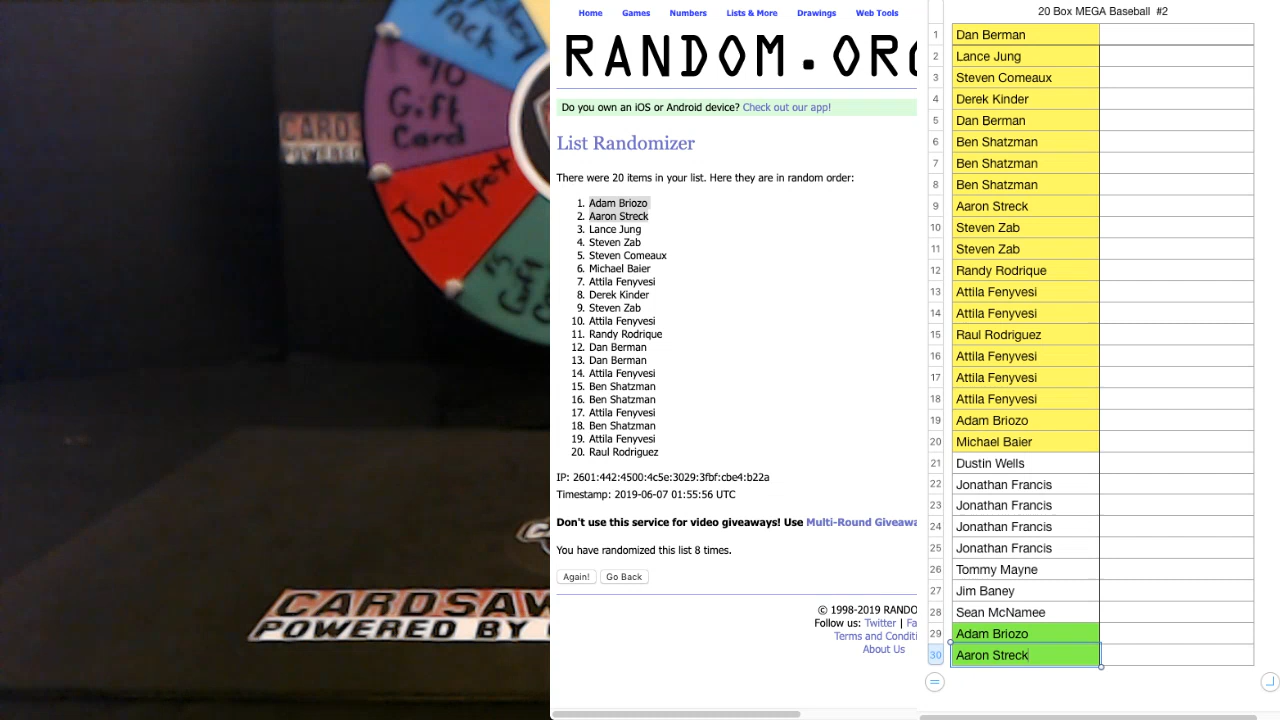 Mystery
Pack
$10
Gift
Card
Jackpot
CARDS
POWERED
CARDSAW
POWERED BY
Home Games Numbers Lists & More Drawings Web Tools
RANDOM.ORG
Do you own an iOS or Android device? Check out our app!
List Randomizer
There were 20 items in your list. Here they are in random order:
1. Adam Briozo
2. Aaron Streck
3. Lance Jung
4. Steven Zab
5. Steven Comeaux
6. Michael Baier
7. Attila Fenyvesi
8. Derek Kinder
9. Steven Zab
10. Attila Fenyvesi
11. Randy Rodrique
12. Dan Berman
13. Dan Berman
14. Attila Fenyvesi
15. Ben Shatzman
16. Ben Shatzman
17. Attila Fenyvesi
18. Ben Shatzman
19. Attila Fenyvesi
20. Raul Rodriguez
IP: 2601:442:4500:4c5e:3029:3fbf:cbe4:b22a
Timestamp: 2019-06-07 01:55:56 UTC
Don't use this service for video giveaways! Use Multi-Round Giveawa
You have randomized this list 8 times.
Again! Go Back
© 1998-2019 RANDO
Follow us: Twitter | Fa
Terms and Conditi
About Us
20 Box MEGA Baseball #2
1 Dan Berman
2 Lance Jung
3 Steven Comeaux
4 Derek Kinder
5 Dan Berman
6 Ben Shatzman
7 Ben Shatzman
8 Ben Shatzman
9 Aaron Streck
10 Steven Zab
11 Steven Zab
12 Randy Rodrique
13 Attila Fenyvesi
14 Attila Fenyvesi
15 Raul Rodriguez
16 Attila Fenyvesi
17 Attila Fenyvesi
18 Attila Fenyvesi
19 Adam Briozo
20 Michael Baier
21 Dustin Wells
22 Jonathan Francis
23 Jonathan Francis
24 Jonathan Francis
25 Jonathan Francis
26 Tommy Mayne
27 Jim Baney
28 Sean McNamee
29 Adam Briozo
30 Aaron Streck